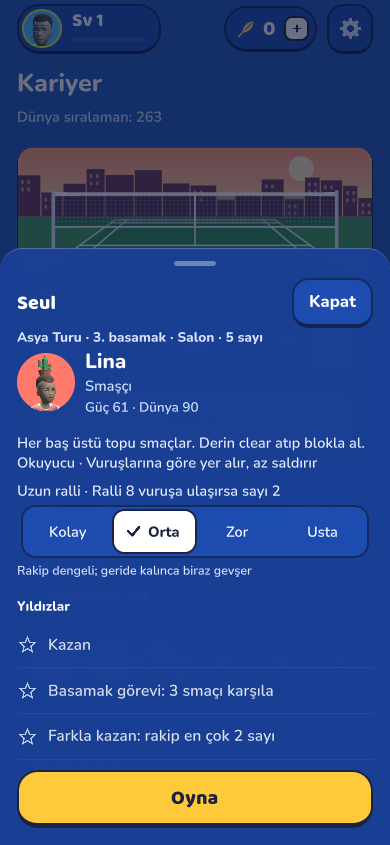 Sv 1
0
+
Kariyer
Dünya sıralaman: 263
Seul
Kapat
Asya Turu · 3. basamak · Salon · 5 sayı
Lina
Smaşçı
Güç 61 · Dünya 90
Her baş üstü topu smaçlar. Derin clear atıp blokla al.
Okuyucu · Vuruşlarına göre yer alır, az saldırır
Uzun ralli · Ralli 8 vuruşa ulaşırsa sayı 2
Kolay
Orta
Zor
Usta
Rakip dengeli; geride kalınca biraz gevşer
Yıldızlar
Kazan
Basamak görevi: 3 smaçı karşıla
Farkla kazan: rakip en çok 2 sayı
Oyna